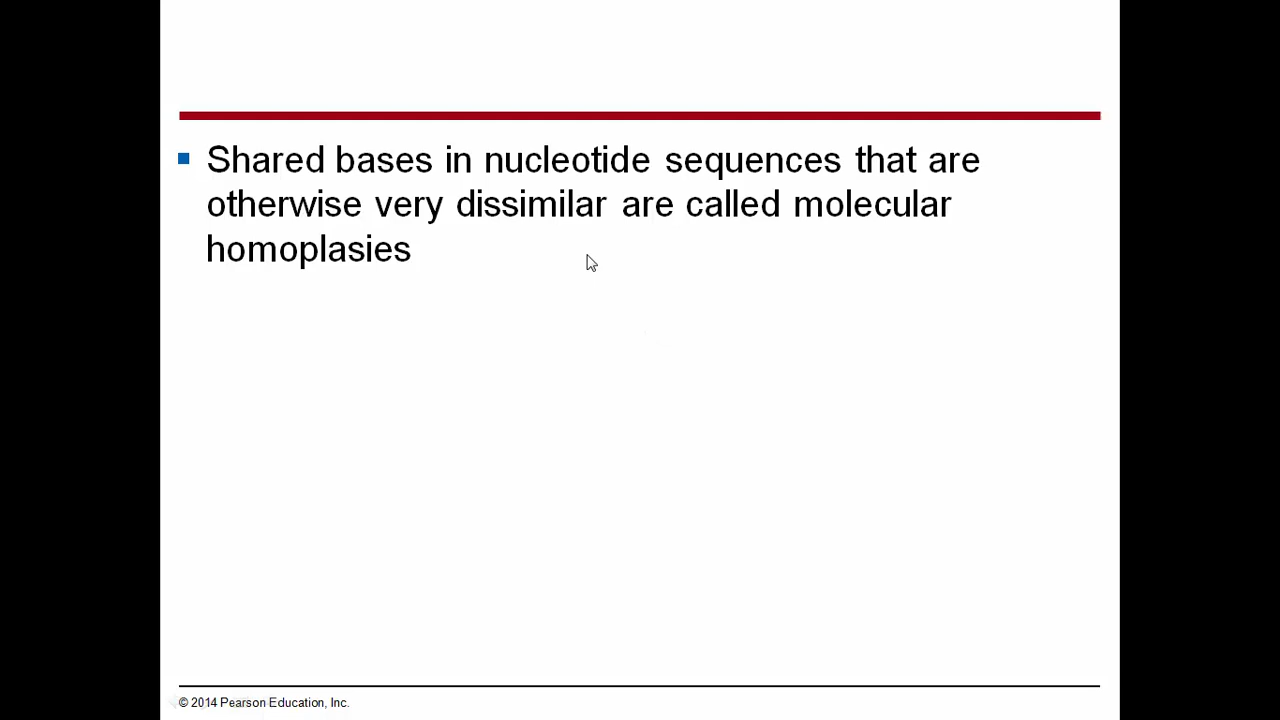 Shared bases in nucleotide sequences that are
otherwise very dissimilar are called molecular
homoplasies
© 2014 Pearson Education, Inc.